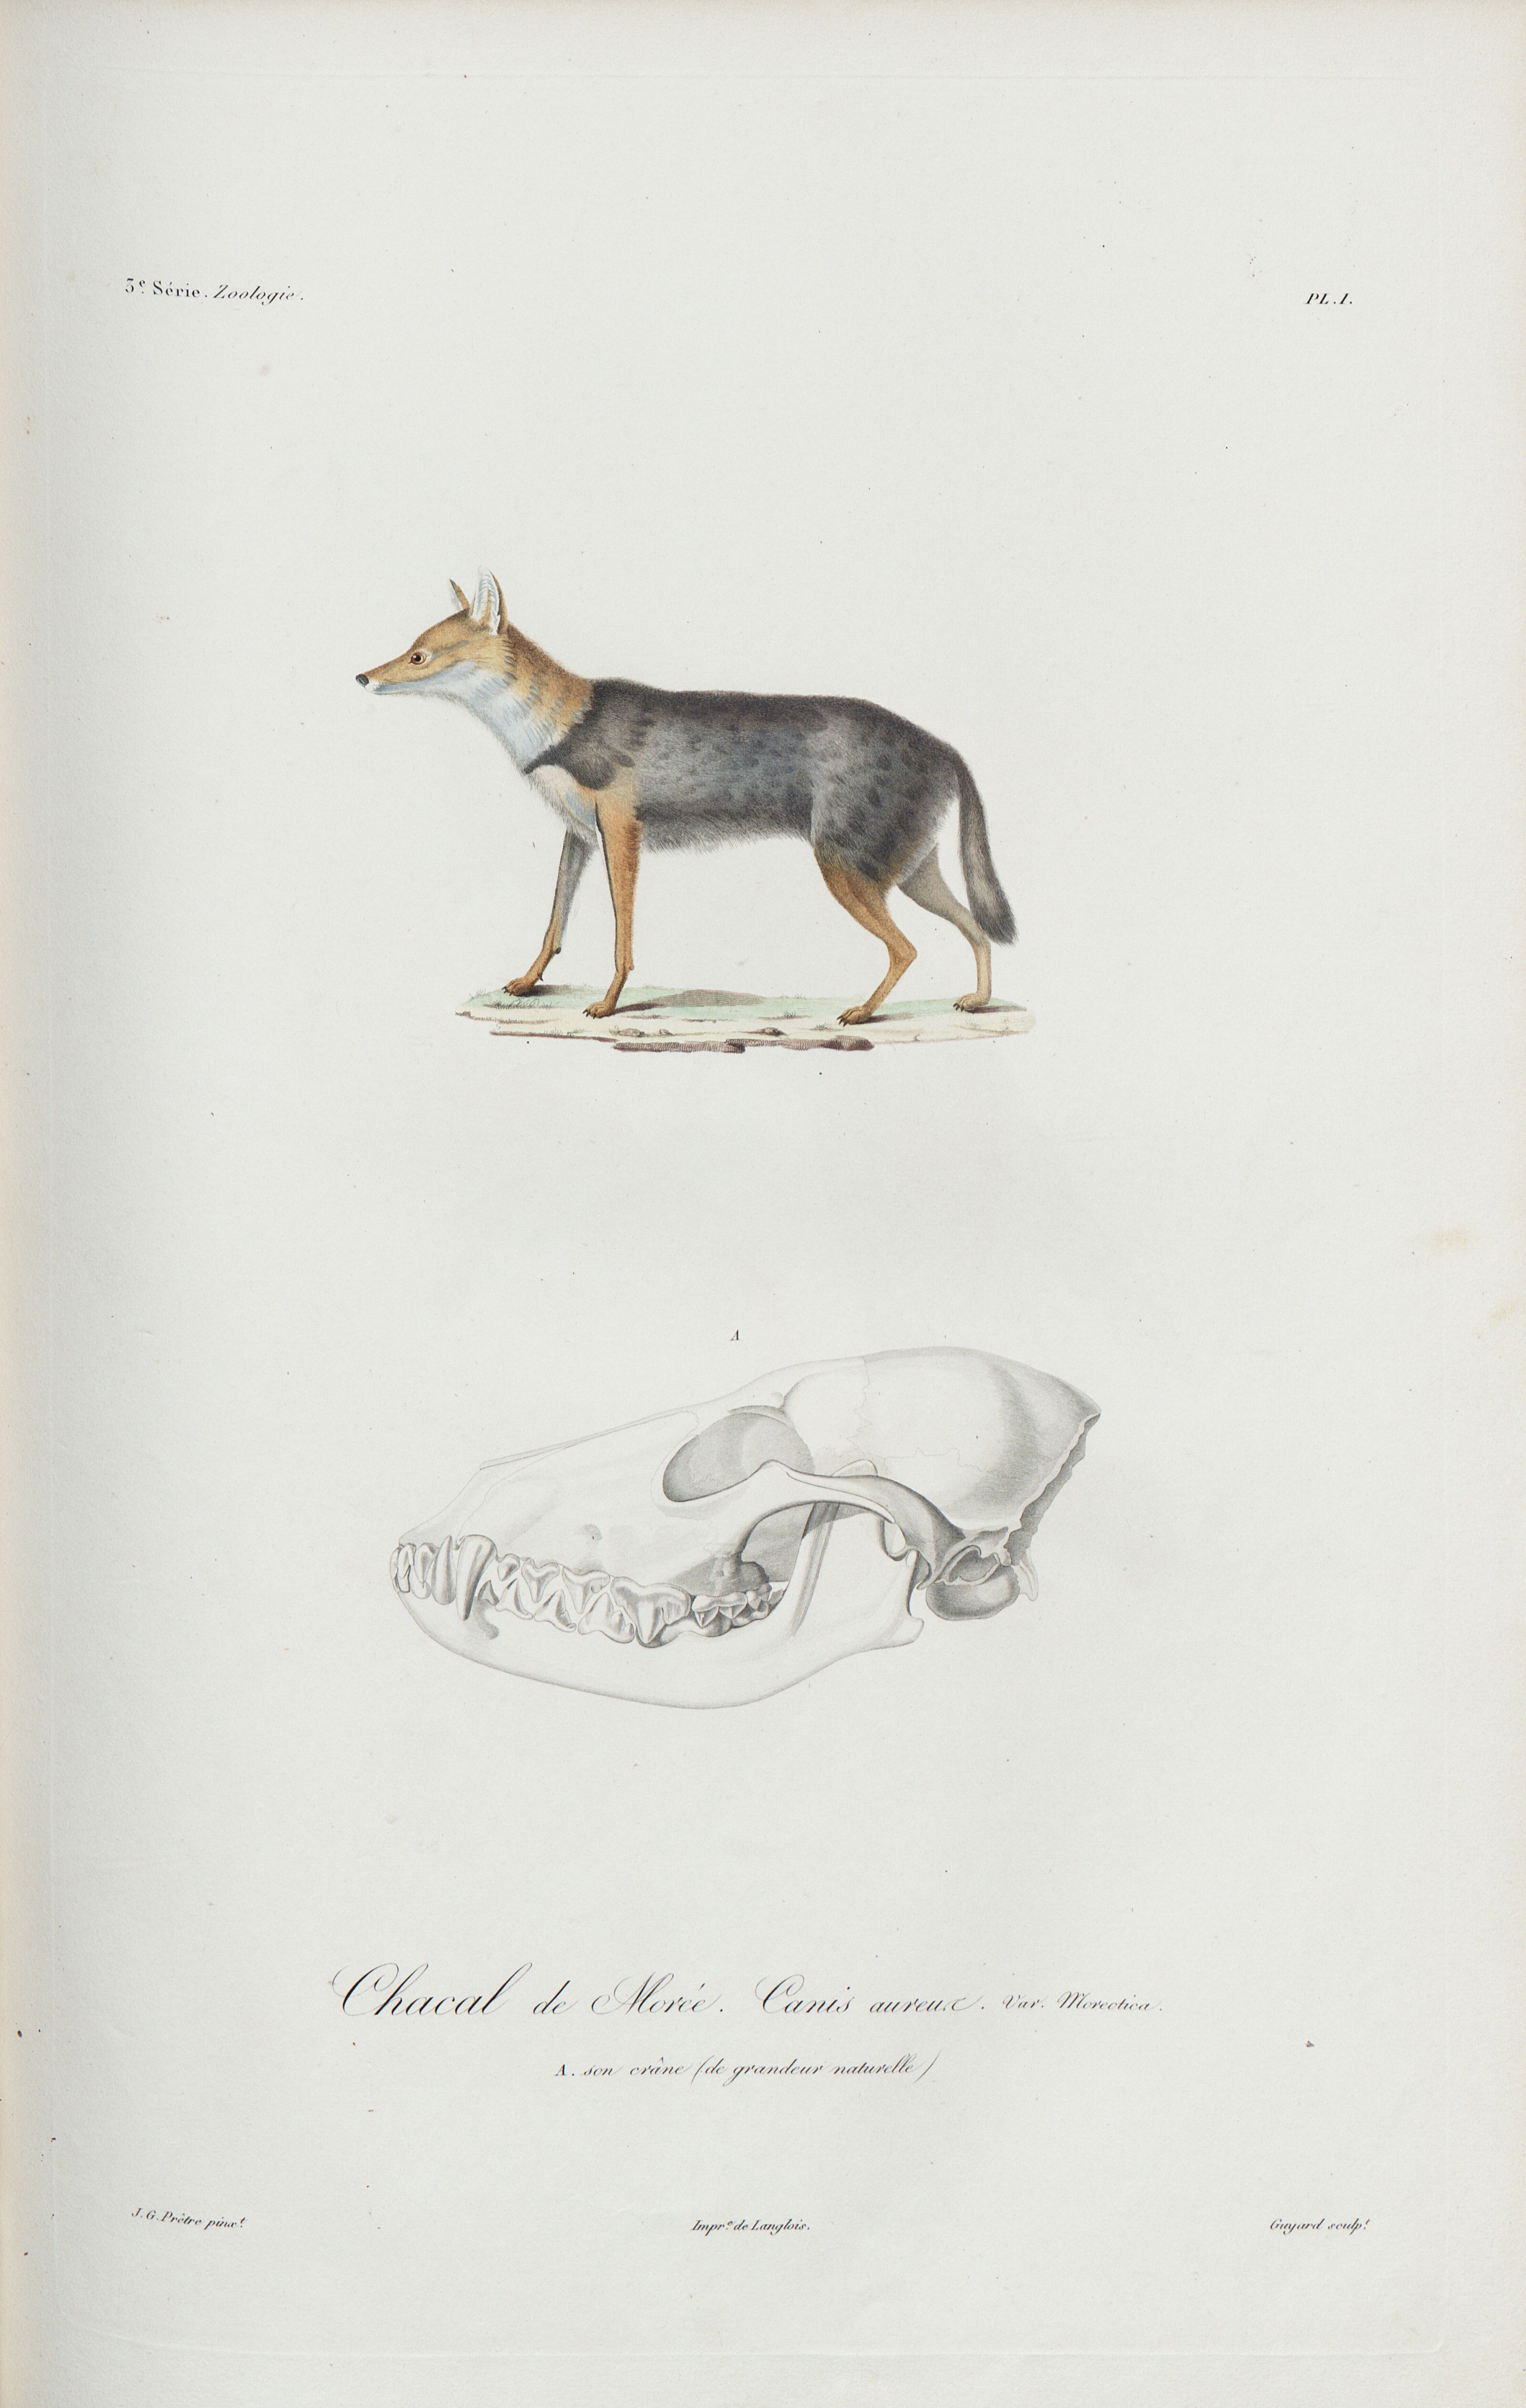 3.e Série. Zoologie.
PL. I.
A
Chacal de Morée. Canis aureux. Var. Moreotica.
A. son crâne (de grandeur naturelle)
J. G. Prêtre pinx.t
Impr.e de Langlois.
Guyard sculp.t